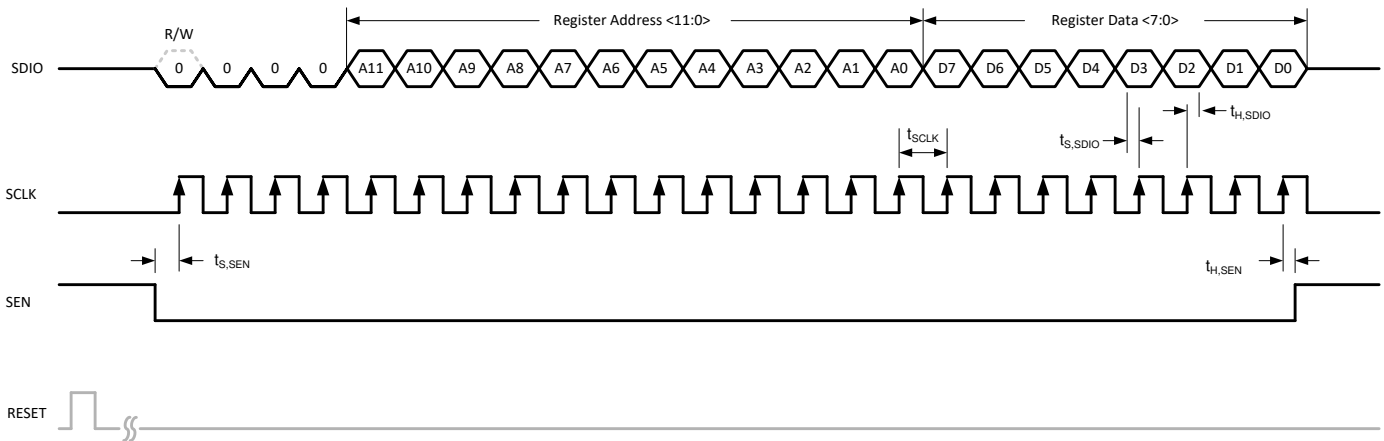 Register Address <11:0> Register Data <7:0>
R/W
SDIO 0 0 0 0 A11 A10 A9 A8 A7 A6 A5 A4 A3 A2 A1 A0 D7 D6 D5 D4 D3 D2 D1 D0
tH,SDIO
tSCLK
tS,SDIO
SCLK
tS,SEN
tH,SEN
SEN
RESET